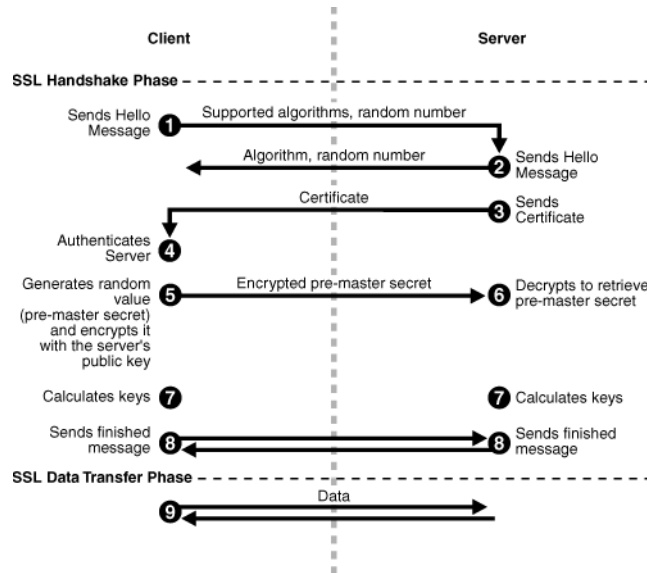 Client
Server
SSL Handshake Phase
Sends Hello
Message
1
Supported algorithms, random number
Algorithm, random number
2
Sends Hello
Message
Certificate
3
Sends
Certificate
Authenticates
Server
4
Generates random
value
(pre-master secret)
and encrypts it
with the server's
public key
5
Encrypted pre-master secret
6
Decrypts to retrieve
pre-master secret
Calculates keys
7
7
Calculates keys
Sends finished
message
8
8
Sends finished
message
SSL Data Transfer Phase
Data
9